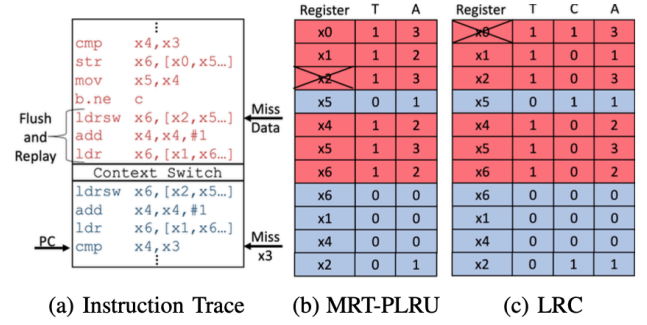 ⋮
cmp x4,x3
str x6,[x0,x5…]
mov x5,x4
b.ne c
ldrsw x6,[x2,x5…]
add x4,x4,#1
ldr x6,[x1,x6…]
Flush
and
Replay
Miss
Data
Context Switch
ldrsw x6,[x2,x5…]
add x4,x4,#1
ldr x6,[x1,x6…]
cmp x4,x3
⋮
PC
Miss
x3
(a) Instruction Trace
Register T A
x0 1 3
x1 1 2
x2 1 3
x5 0 1
x4 1 2
x5 1 3
x6 1 2
x6 0 0
x1 0 0
x4 0 0
x2 0 1
(b) MRT-PLRU
Register T C A
x0 1 1 3
x1 1 0 1
x2 1 0 3
x5 0 1 1
x4 1 0 2
x5 1 0 3
x6 1 0 2
x6 0 0 0
x1 0 0 0
x4 0 0 0
x2 0 1 1
(c) LRC